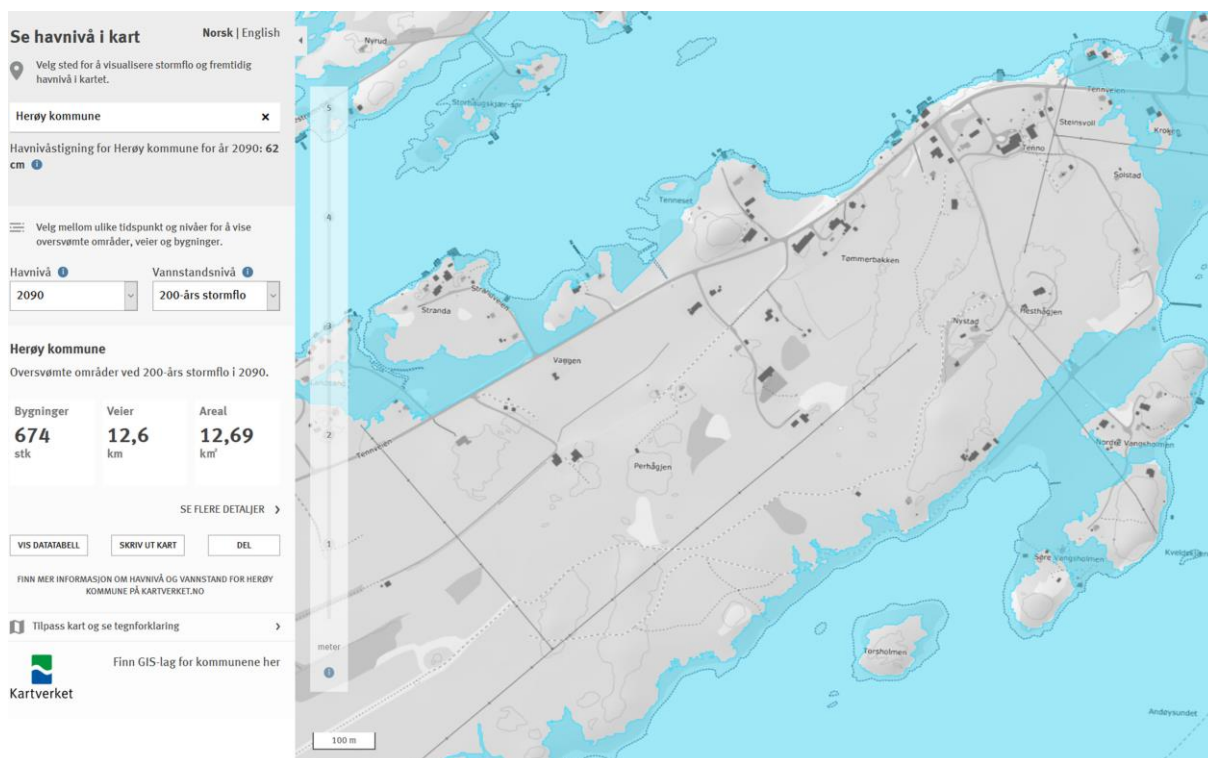 Se havnivå i kart
Norsk | English
Velg sted for å visualisere stormflo og fremtidig
havnivå i kartet.
Herøy kommune
Havnivåstigning for Herøy kommune for år 2090: 62
cm
Velg mellom ulike tidspunkt og nivåer for å vise
oversvømte områder, veier og bygninger.
Havnivå
Vannstandsnivå
2090
200-års stormflo
Herøy kommune
Oversvømte områder ved 200-års stormflo i 2090.
Bygninger
Veier
Areal
674
12,6
12,69
stk
km
km²
SE FLERE DETALJER
VIS DATATABELL
SKRIV UT KART
DEL
FINN MER INFORMASJON OM HAVNIVÅ OG VANNSTAND FOR HERØY
KOMMUNE PÅ KARTVERKET.NO
Tilpass kart og se tegnforklaring
Finn GIS-lag for kommunene her
Kartverket
5
4
2
1
meter
100 m
Nyrud
Tennveien
Steinsvoll
Tenno
Solstad
Tenneset
Tømmerbakken
Strandveien
Stranda
Nystad
Hesthågjen
Vaagen
Tennveien
Perhågjen
Nordre Vangsholmen
Søre Vangsholmen
Torsholmen
Andøysundet